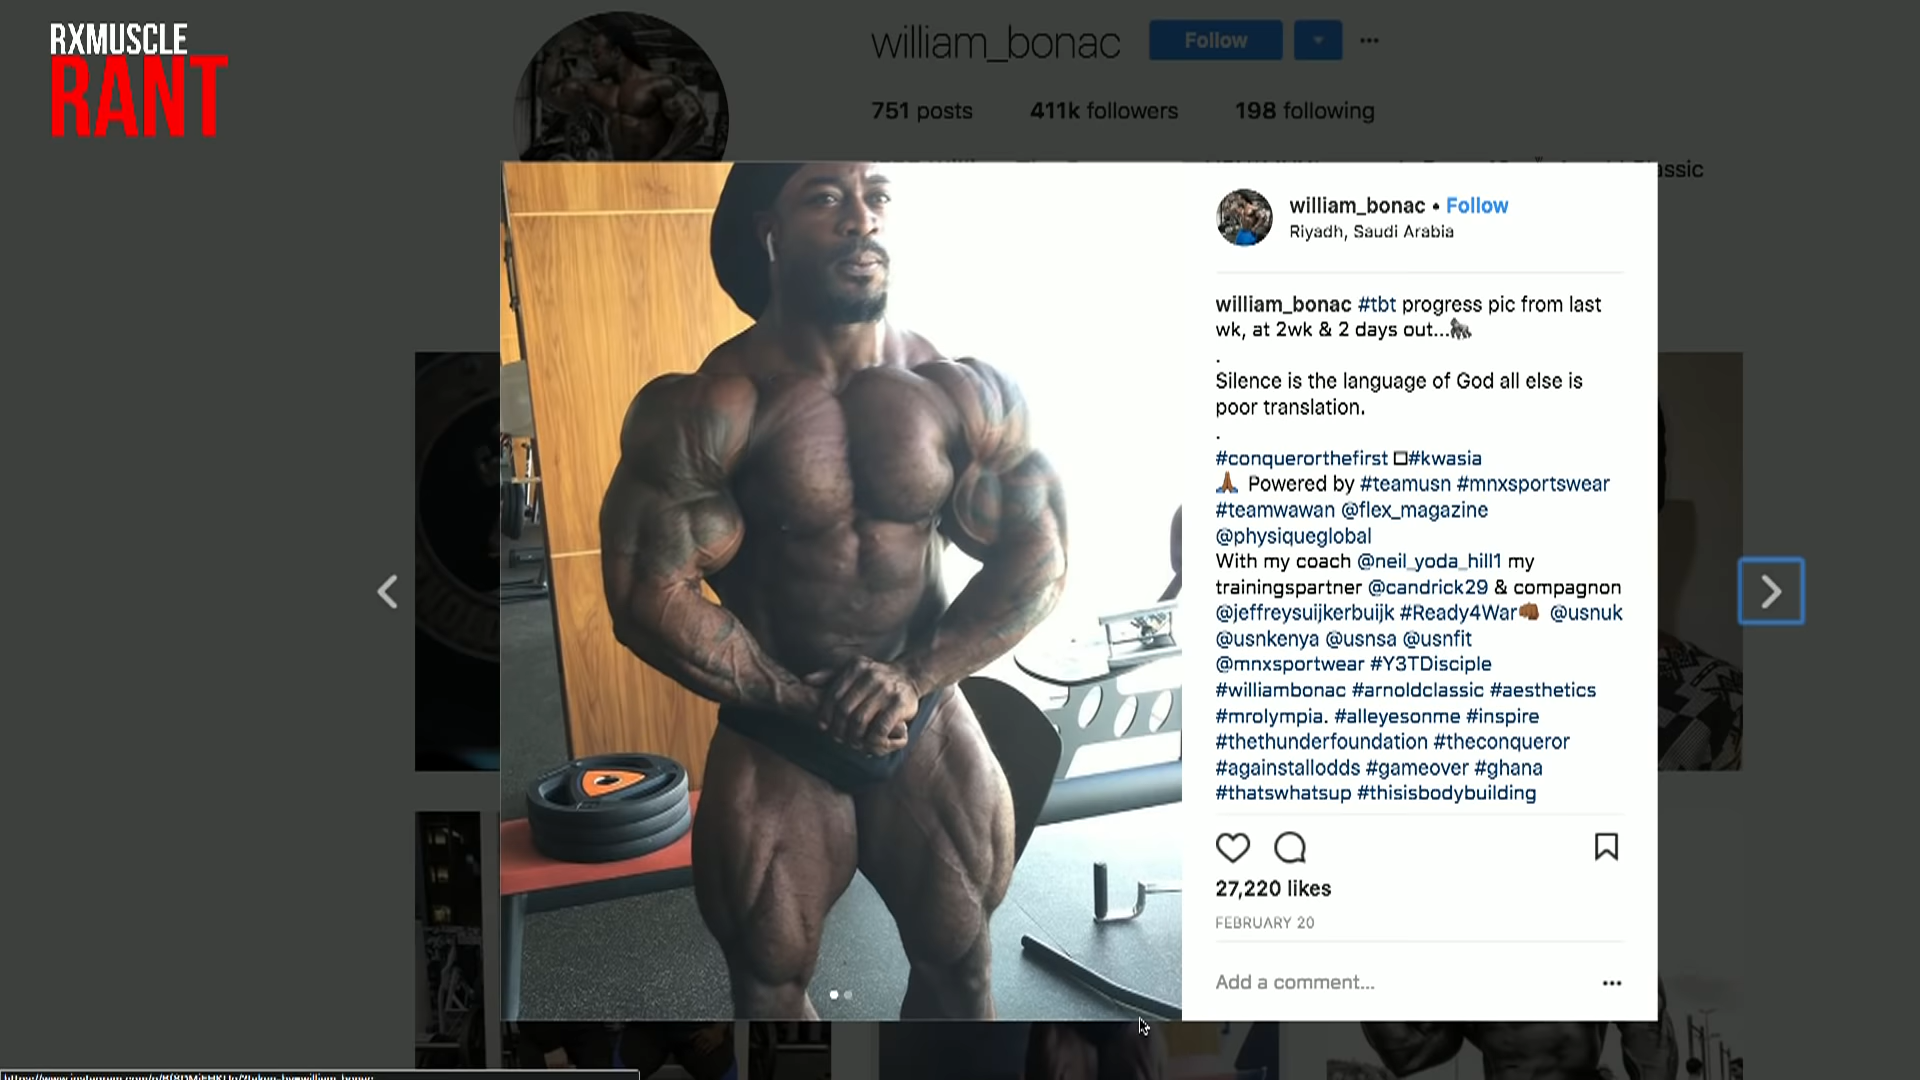 RXMUSCLE
RANT
william_bonac Follow
751 posts 411k followers 198 following
assic
william_bonac • Follow
Riyadh, Saudi Arabia
william_bonac #tbt progress pic from last
wk, at 2wk & 2 days out...🦍
.
Silence is the language of God all else is
poor translation.
.
#conquerorthefirst □#kwasia
🙏🏾 Powered by #teamusn #mnxsportswear
#teamwawan @flex_magazine
@physiqueglobal
With my coach @neil_yoda_hill1 my
trainingspartner @candrick29 & compagnon
@jeffreysuijkerbuijk #Ready4War👊🏾 @usnuk
@usnkenya @usnsa @usnfit
@mnxsportwear #Y3TDisciple
#williambonac #arnoldclassic #aesthetics
#mrolympia. #alleyesonme #inspire
#thethunderfoundation #theconqueror
#againstallodds #gameover #ghana
#thatswhatsup #thisisbodybuilding
27,220 likes
FEBRUARY 20
Add a comment...